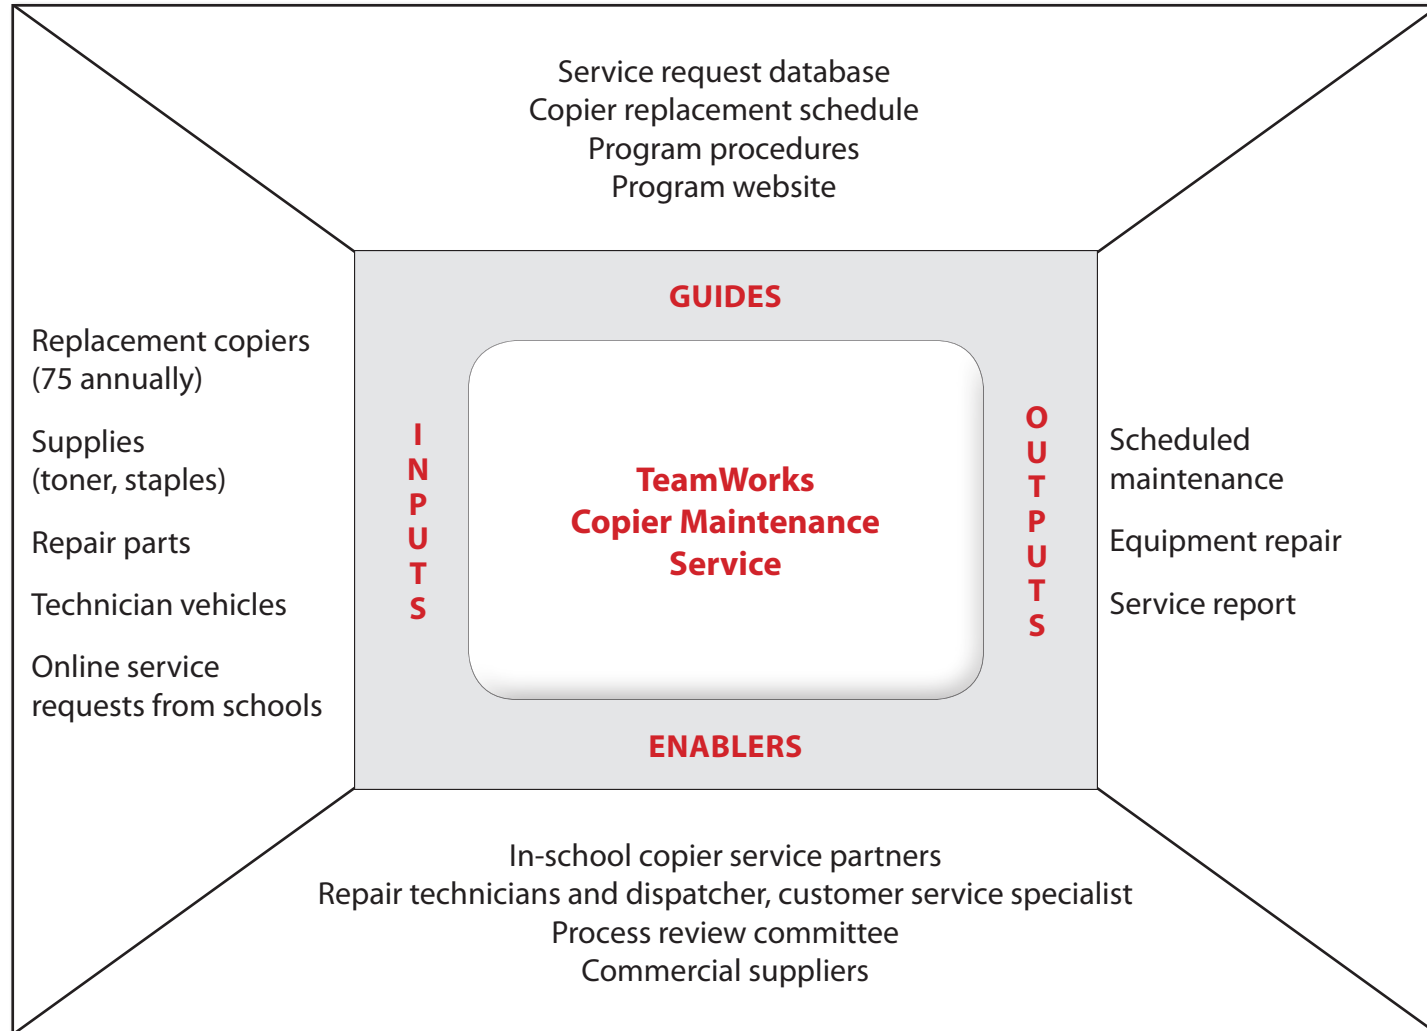 Service request database
Copier replacement schedule
Program procedures
Program website
GUIDES
Replacement copiers
(75 annually)
Supplies
(toner, staples)
Repair parts
Technician vehicles
Online service
requests from schools
INPUTS
TeamWorks
Copier Maintenance
Service
OUTPUTS
Scheduled
maintenance
Equipment repair
Service report
ENABLERS
In-school copier service partners
Repair technicians and dispatcher, customer service specialist
Process review committee
Commercial suppliers